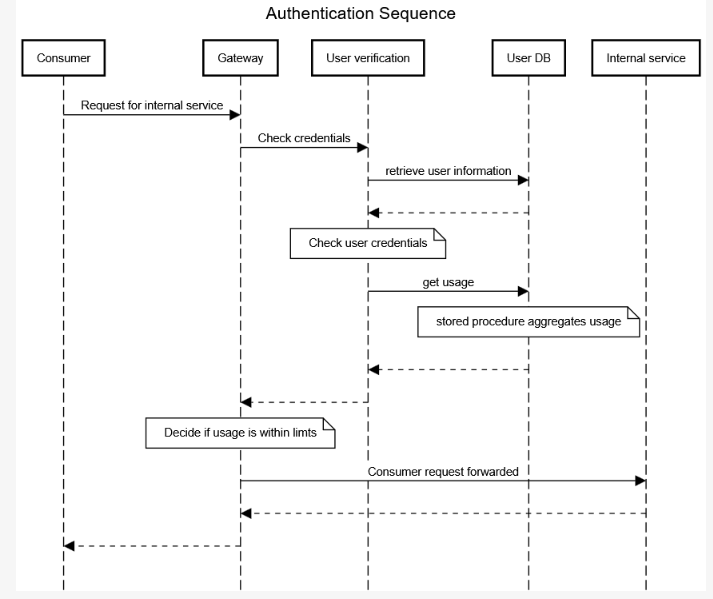 Authentication Sequence
Consumer
Gateway
User verification
User DB
Internal service
Request for internal service
Check credentials
retrieve user information
Check user credentials
get usage
stored procedure aggregates usage
Decide if usage is within limts
Consumer request forwarded